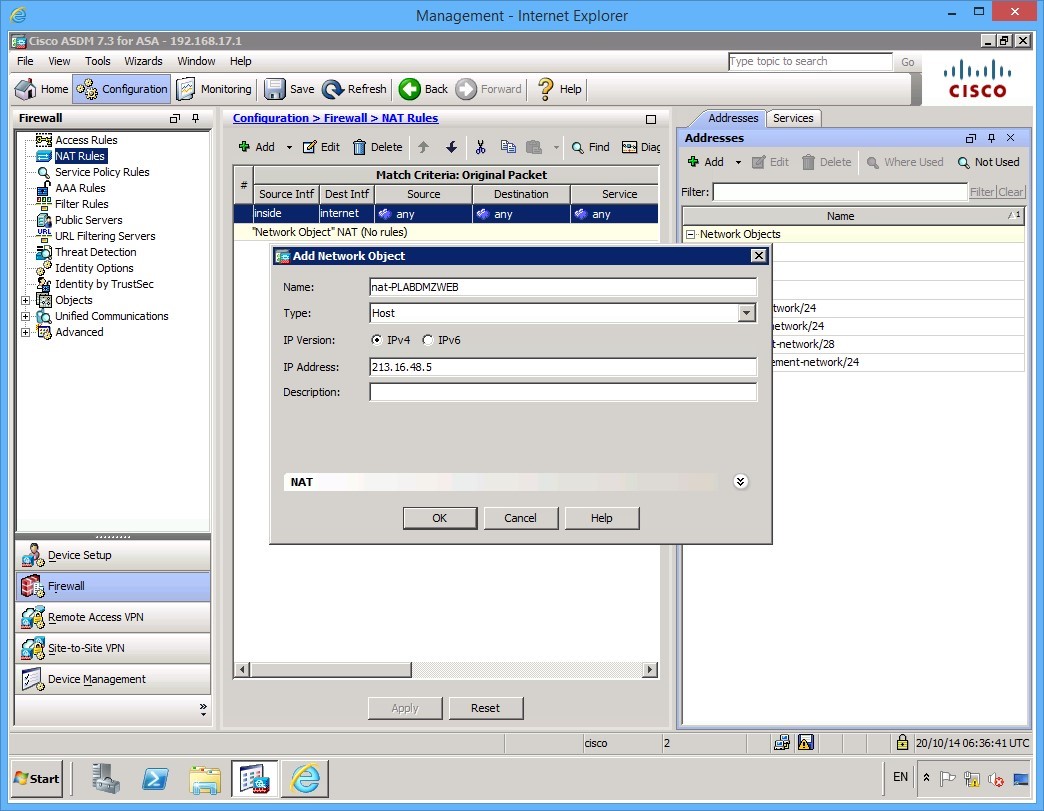 Management - Internet Explorer
Cisco ASDM 7.3 for ASA - 192.168.17.1
File View Tools Wizards Window Help
Type topic to search Go
Home Configuration Monitoring Save Refresh Back Forward Help
CISCO
Firewall
Access Rules
NAT Rules
Service Policy Rules
AAA Rules
Filter Rules
Public Servers
URL Filtering Servers
Threat Detection
Identity Options
Identity by TrustSec
Objects
Unified Communications
Advanced
Device Setup
Firewall
Remote Access VPN
Site-to-Site VPN
Device Management
Configuration > Firewall > NAT Rules
Add Edit Delete Find Diag
# Match Criteria: Original Packet
Source Intf Dest Intf Source Destination Service
inside internet any any any
"Network Object" NAT (No rules)
Add Network Object
Name: nat-PLABDMZWEB
Type: Host
IP Version: IPv4 IPv6
IP Address: 213.16.48.5
Description:
NAT
OK Cancel Help
Apply Reset
Addresses Services
Addresses
Add Edit Delete Where Used Not Used
Filter: Filter Clear
Name 1
Network Objects
twork/24
etwork/24
t-network/28
ement-network/24
cisco 2 20/10/14 06:36:41 UTC
Start EN